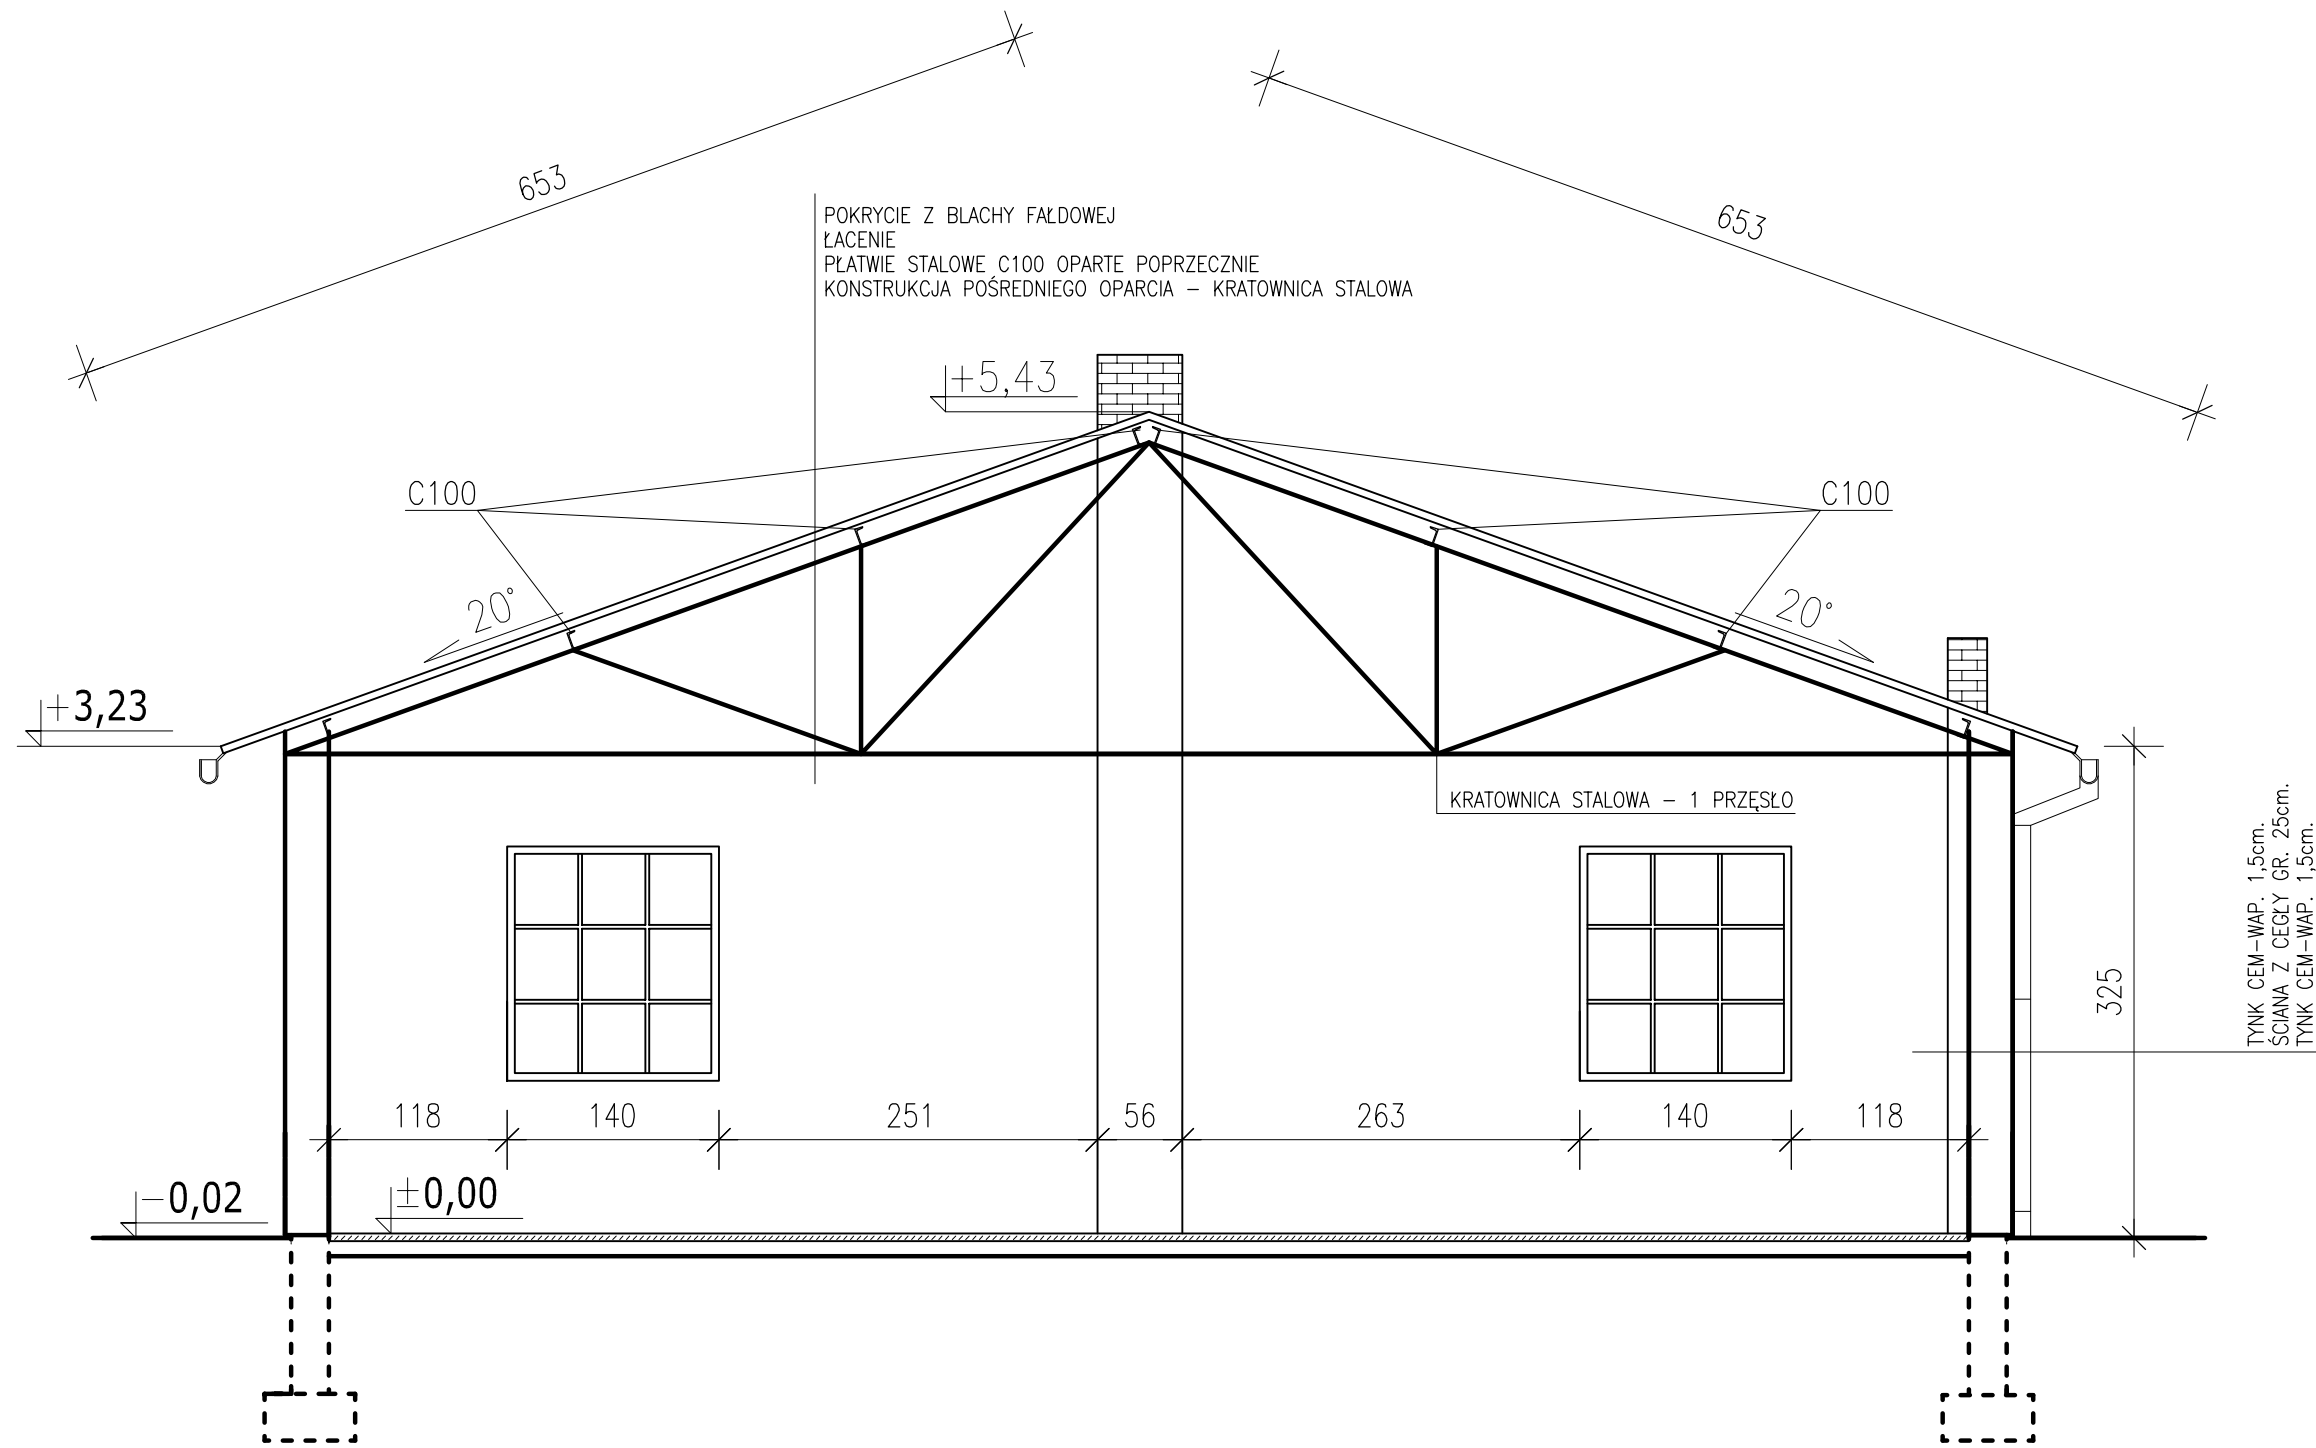 653
653
POKRYCIE Z BLACHY FAŁDOWEJ
ŁACENIE
PŁATWIE STALOWE C100 OPARTE POPRZECZNIE
KONSTRUKCJA POŚREDNIEGO OPARCIA – KRATOWNICA STALOWA
+5,43
C100
C100
20°
20°
+3,23
KRATOWNICA STALOWA – 1 PRZĘSŁO
TYNK CEM-WAP. 1,5cm.
ŚCIANA Z CEGŁY GR. 25cm.
TYNK CEM-WAP. 1,5cm.
325
118
140
251
56
263
140
118
-0,02
±0,00